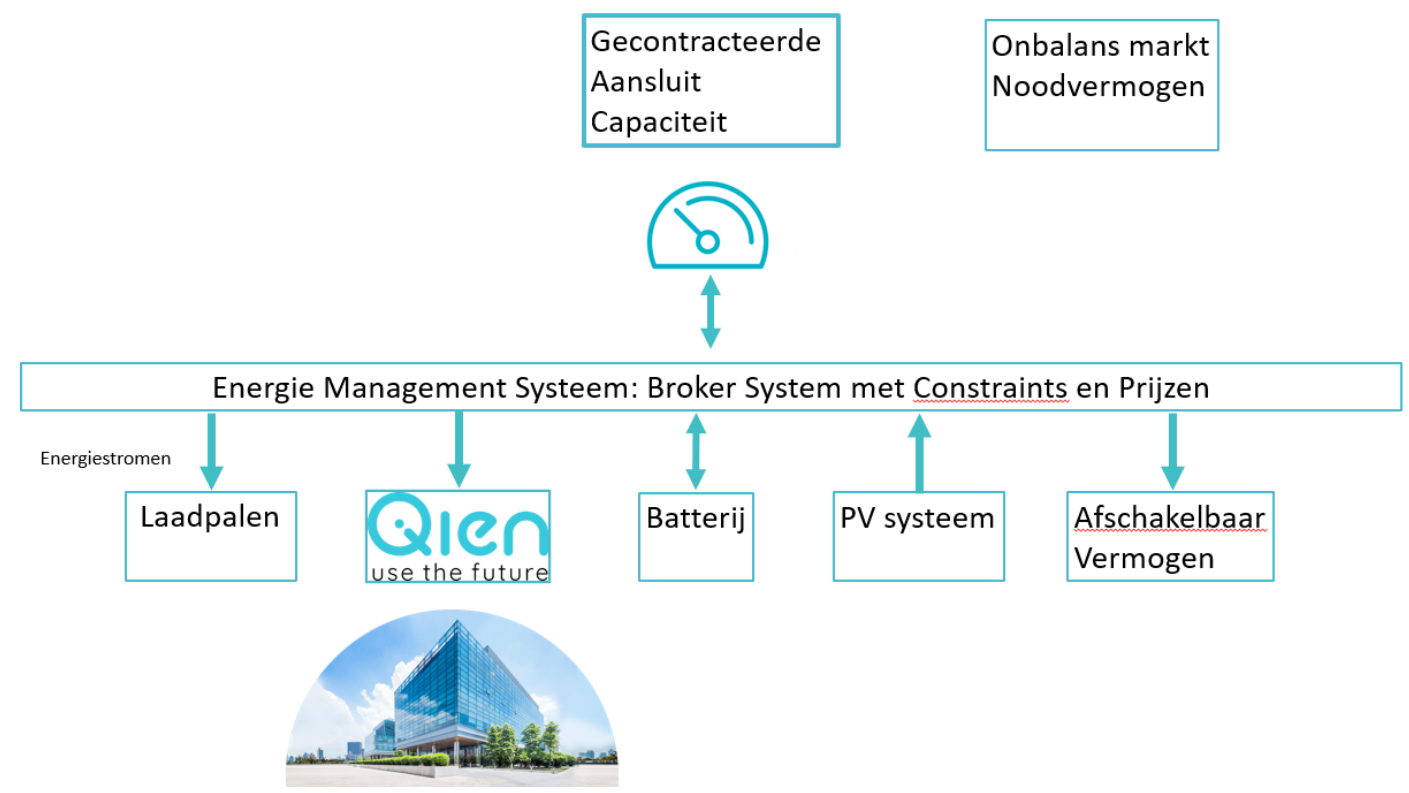 Gecontracteerde
Aansluit
Capaciteit
Onbalans markt
Noodvermogen
Energie Management Systeem: Broker System met Constraints en Prijzen
Energiestromen
Laadpalen
Qien
use the future
Batterij
PV systeem
Afschakelbaar
Vermogen